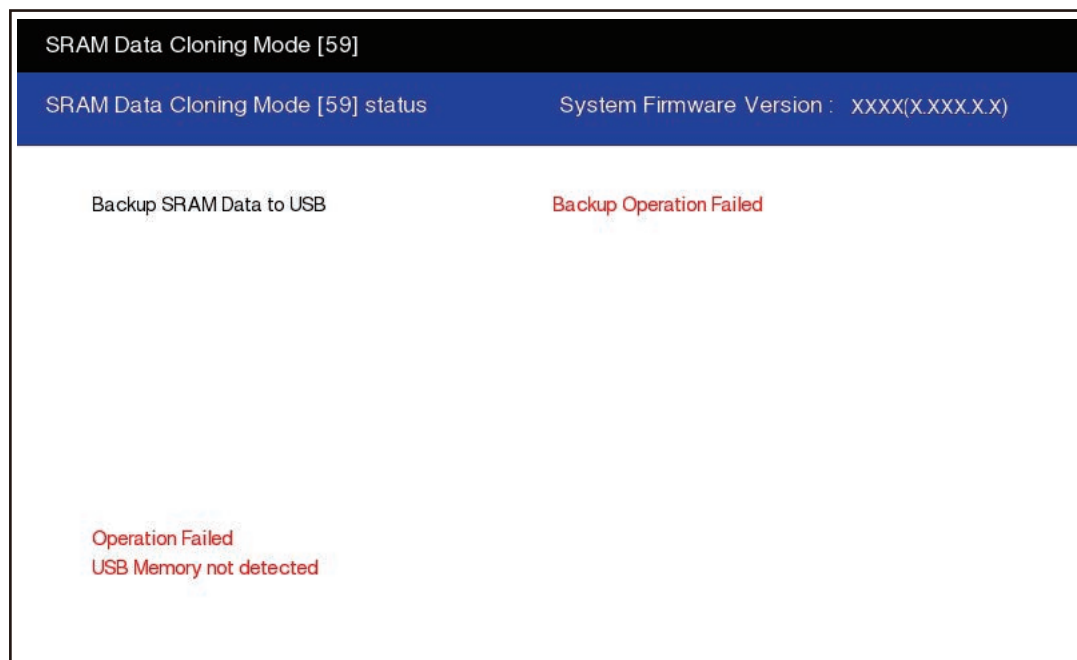 SRAM Data Cloning Mode [59]
SRAM Data Cloning Mode [59] status System Firmware Version : XXXX(X.XXX.X.X)
Backup SRAM Data to USB Backup Operation Failed
Operation Failed
USB Memory not detected